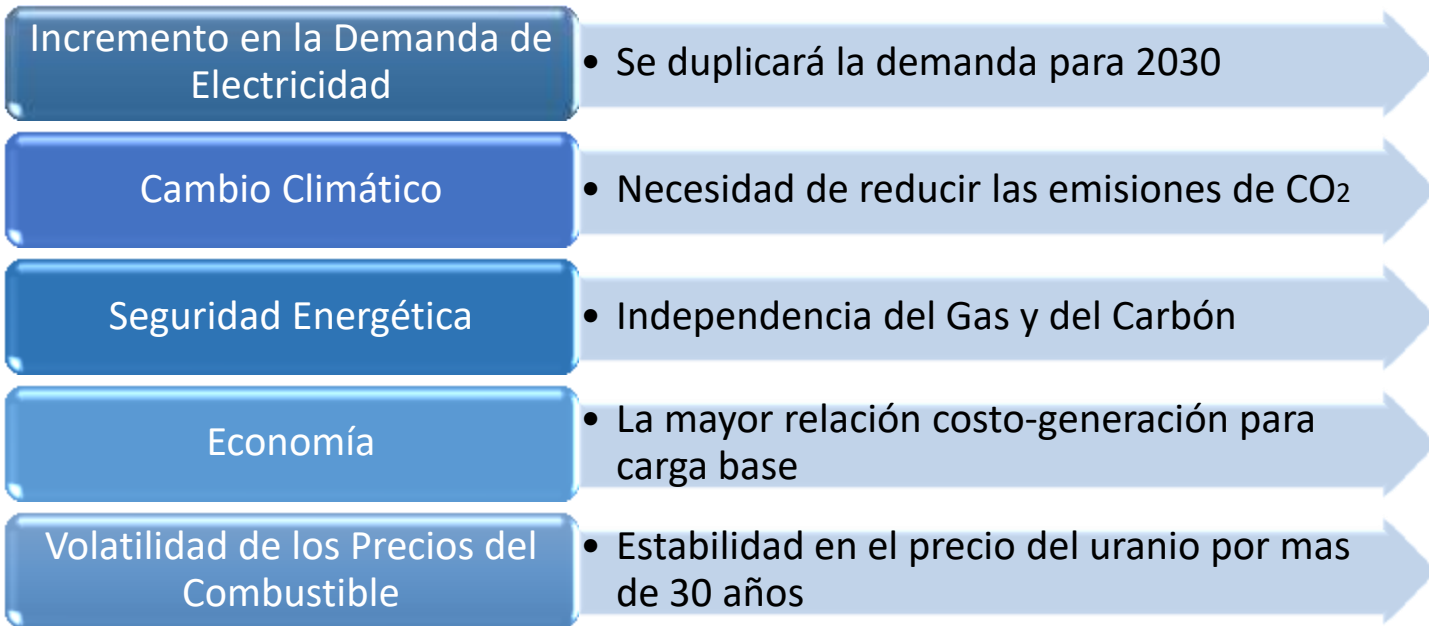 Incremento en la Demanda de
Electricidad
• Se duplicará la demanda para 2030
Cambio Climático
• Necesidad de reducir las emisiones de CO2
Seguridad Energética
• Independencia del Gas y del Carbón
Economía
• La mayor relación costo-generación para
carga base
Volatilidad de los Precios del
Combustible
• Estabilidad en el precio del uranio por mas
de 30 años